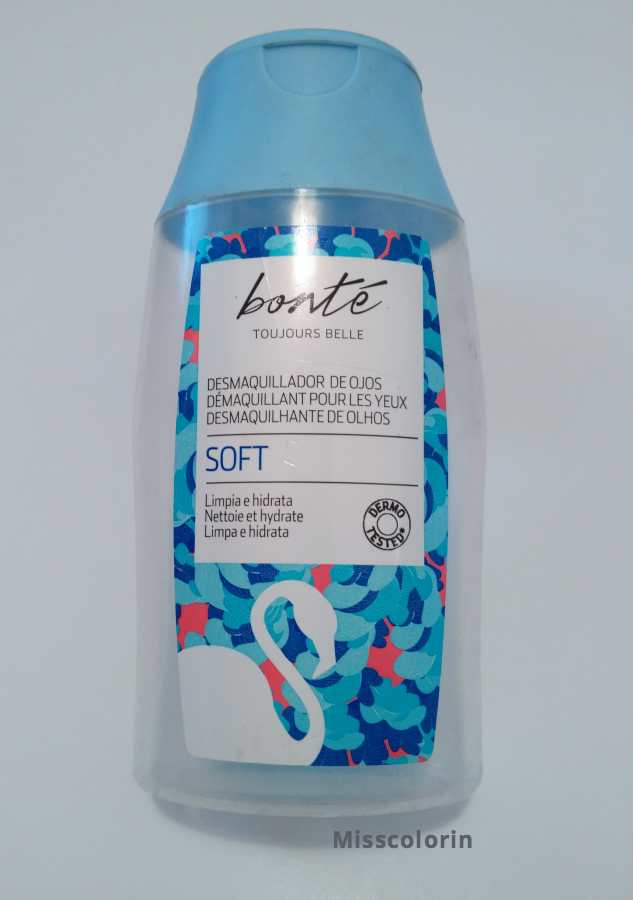 bonté
TOUJOURS BELLE
DESMAQUILLADOR DE OJOS
DÉMAQUILLANT POUR LES YEUX
DESMAQUILHANTE DE OLHOS
SOFT
Limpia e hidrata
Nettoie et hydrate
Limpa e hidrata
DERMO
TESTED*
Misscolorin